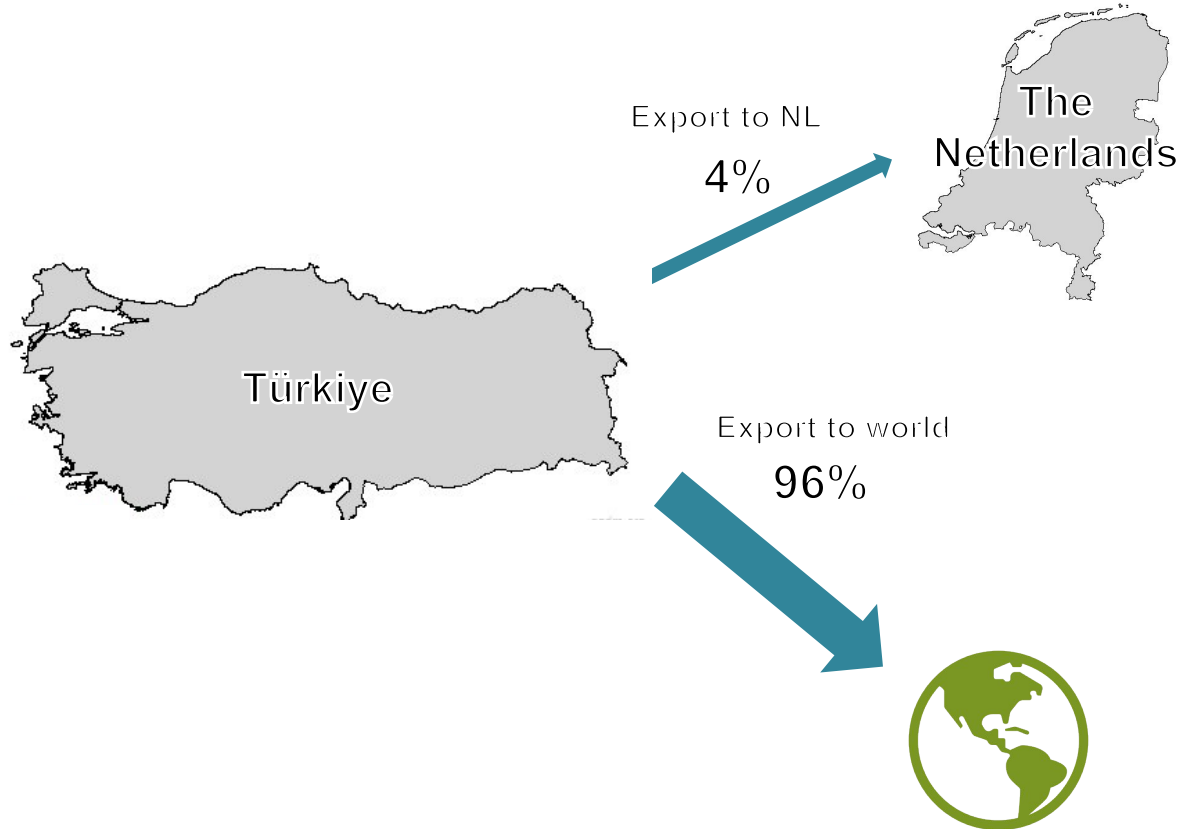 Export to NL
4%
The
Netherlands
Türkiye
Export to world
96%